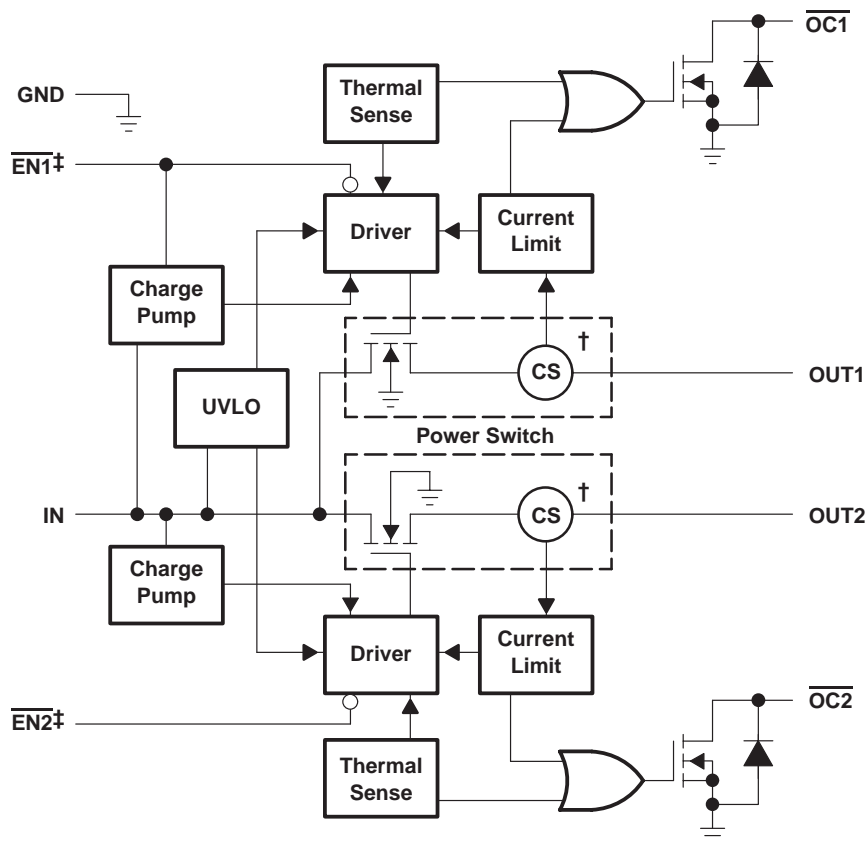 OC1
Thermal
Sense
GND
EN1‡
Driver
Current
Limit
Charge
Pump
†
CS
OUT1
UVLO
Power Switch
†
IN
CS
OUT2
Charge
Pump
Driver
Current
Limit
OC2
EN2‡
Thermal
Sense